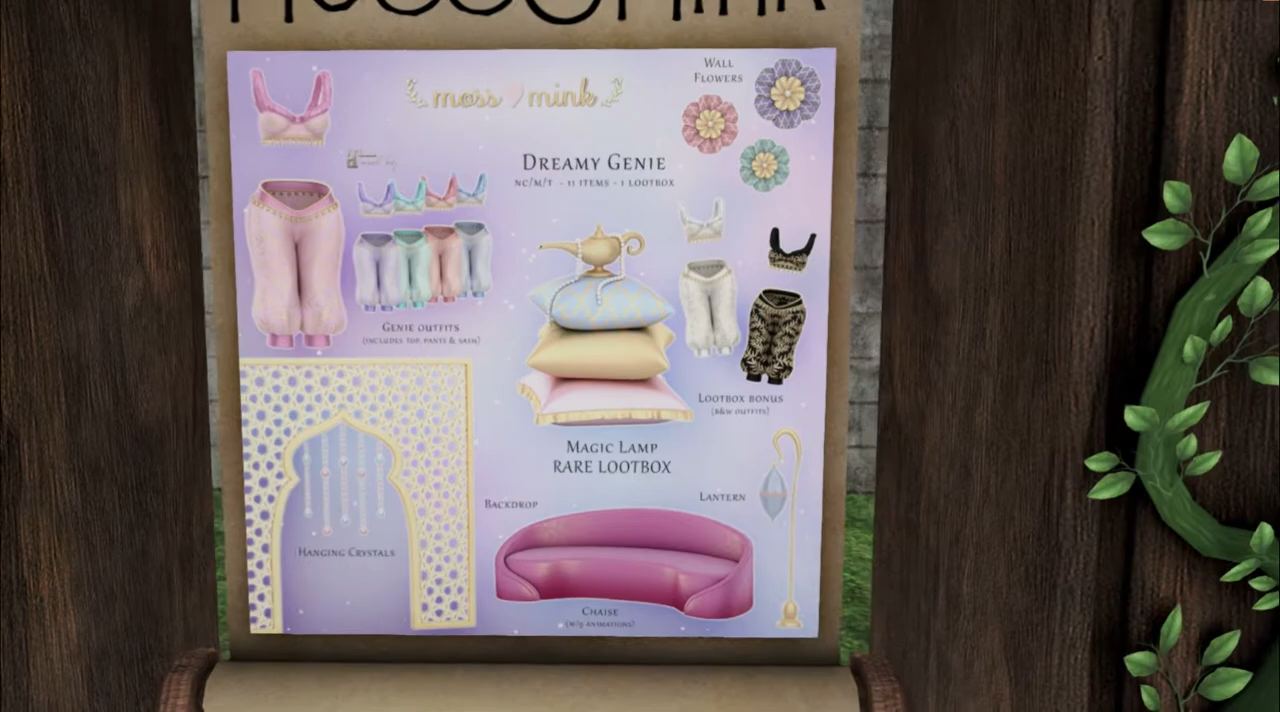 moss mink
WALL
FLOWERS
DREAMY GENIE
NC/M/T - 11 ITEMS - 1 LOOTBOX
GENIE OUTFITS
(INCLUDES TOP, PANTS & SASH)
LOOTBOX BONUS
(B&W OUTFITS)
MAGIC LAMP
RARE LOOTBOX
BACKDROP
LANTERN
HANGING CRYSTALS
CHAISE